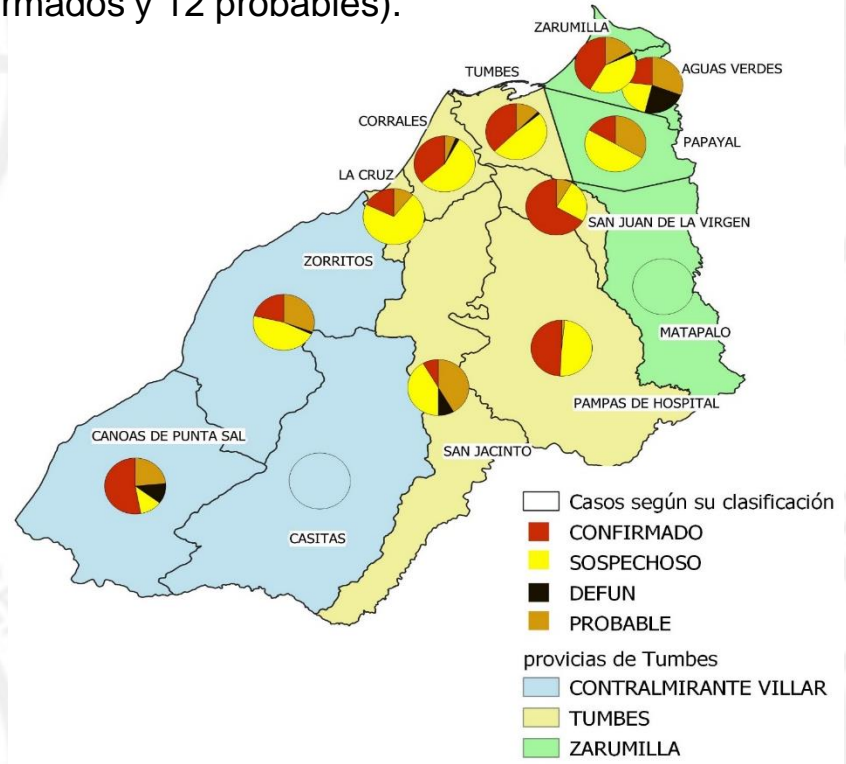 rmados y 12 probables).
ZARUMILLA
TUMBES
AGUAS VERDES
CORRALES
PAPAYAL
LA CRUZ
SAN JUAN DE LA VIRGEN
ZORRITOS
MATAPALO
PAMPAS DE HOSPITAL
CANOAS DE PUNTA SAL
SAN JACINTO
CASITAS
Casos según su clasificación
CONFIRMADO
SOSPECHOSO
DEFUN
PROBABLE
provicias de Tumbes
CONTRALMIRANTE VILLAR
TUMBES
ZARUMILLA